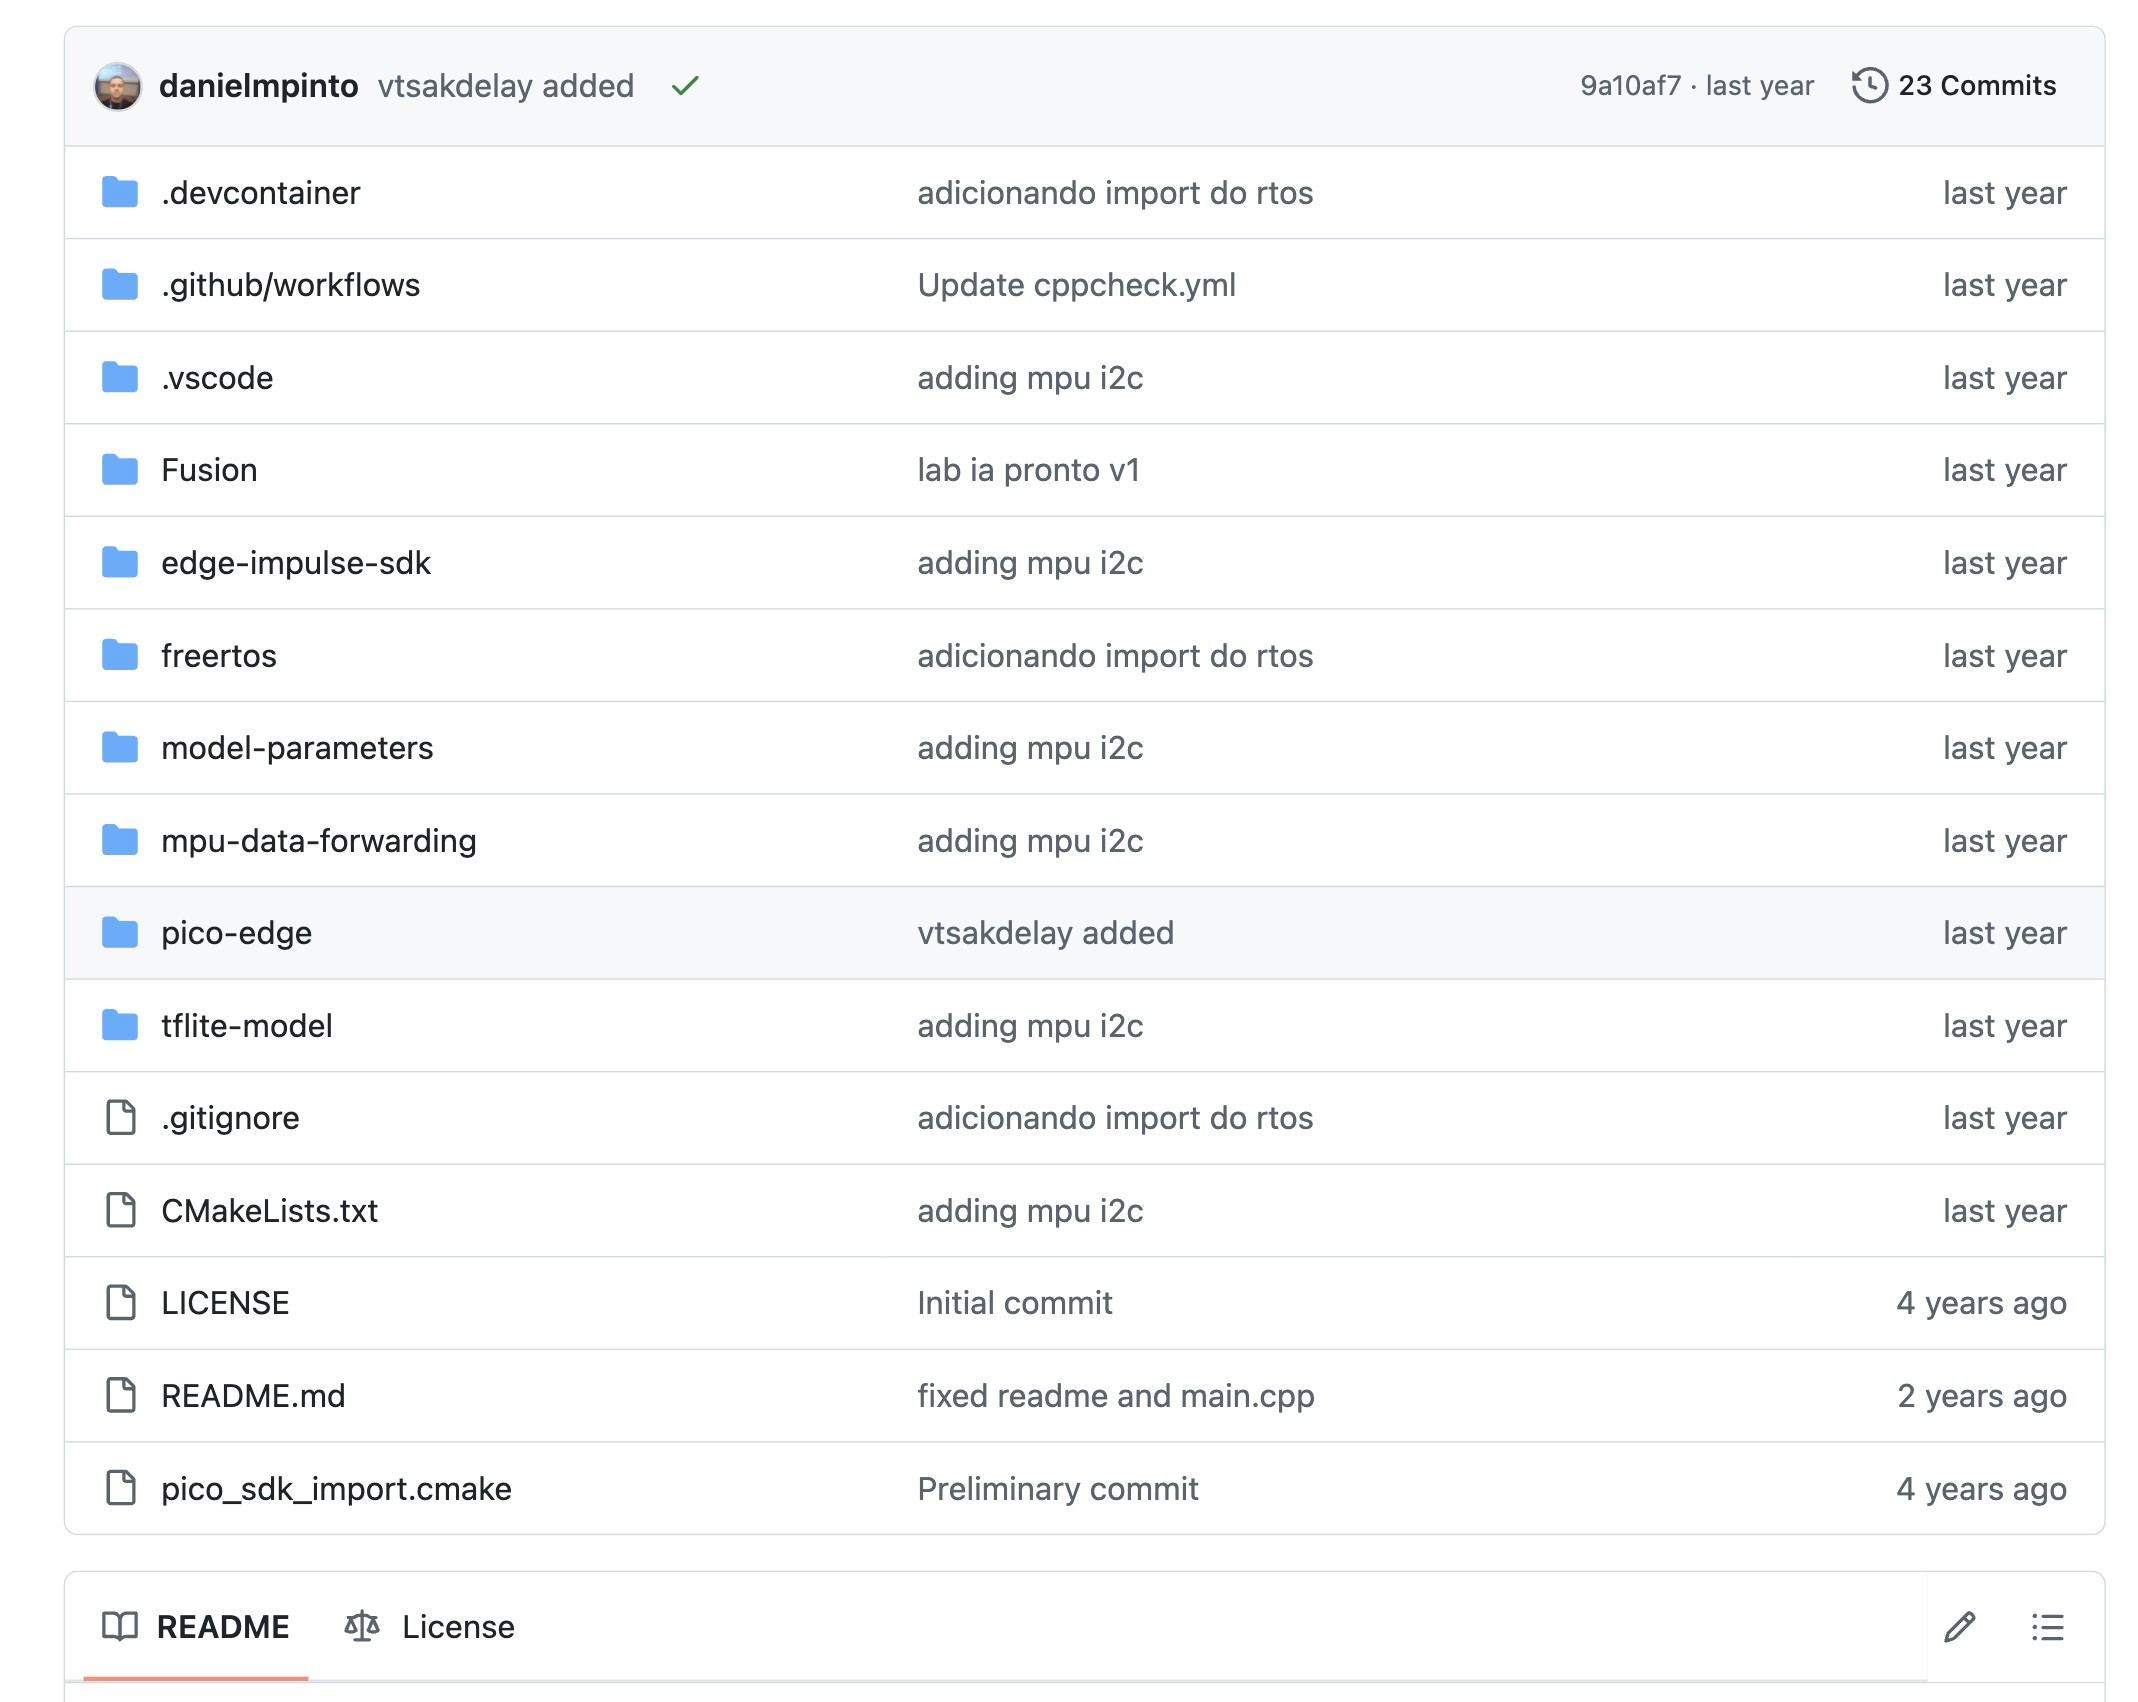 danielmpinto vtsakdelay added 9a10af7 · last year 23 Commits
.devcontainer adicionando import do rtos last year
.github/workflows Update cppcheck.yml last year
.vscode adding mpu i2c last year
Fusion lab ia pronto v1 last year
edge-impulse-sdk adding mpu i2c last year
freertos adicionando import do rtos last year
model-parameters adding mpu i2c last year
mpu-data-forwarding adding mpu i2c last year
pico-edge vtsakdelay added last year
tflite-model adding mpu i2c last year
.gitignore adicionando import do rtos last year
CMakeLists.txt adding mpu i2c last year
LICENSE Initial commit 4 years ago
README.md fixed readme and main.cpp 2 years ago
pico_sdk_import.cmake Preliminary commit 4 years ago
README License